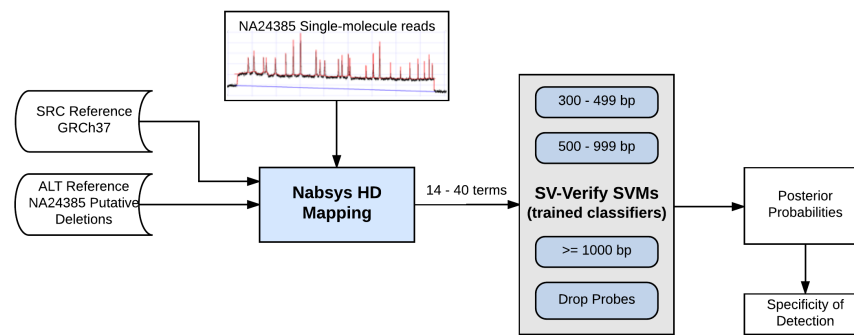 NA24385 Single-molecule reads
SRC Reference
GRCh37
ALT Reference
NA24385 Putative
Deletions
Nabsys HD
Mapping
14 - 40 terms
300 - 499 bp
500 - 999 bp
SV-Verify SVMs
(trained classifiers)
>= 1000 bp
Drop Probes
Posterior
Probabilities
Specificity of
Detection